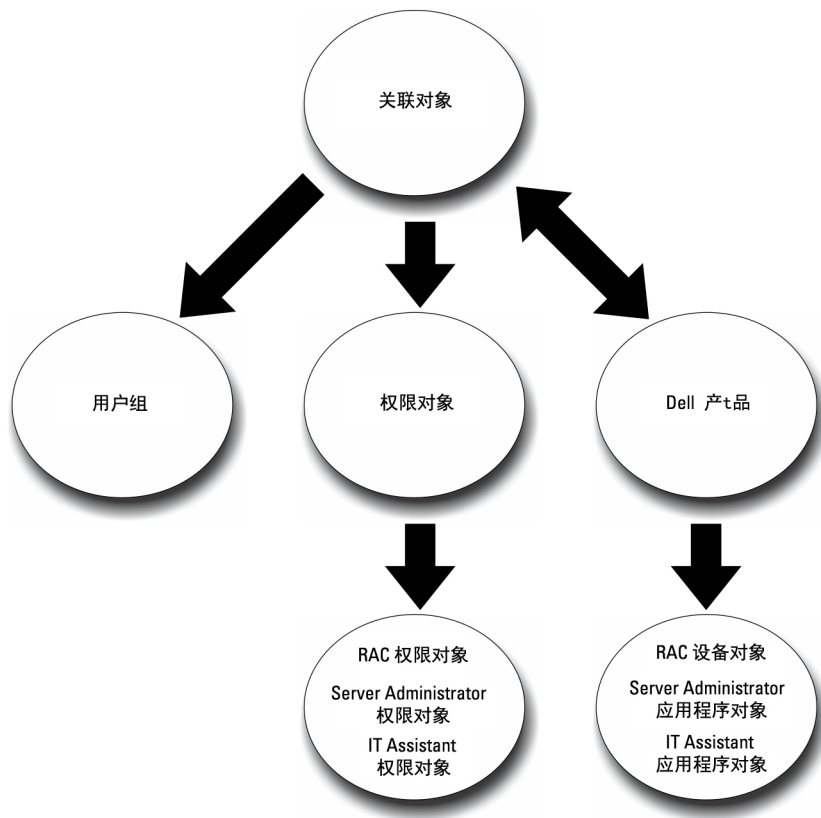 关联对象
用户组
权限对象
Dell 产t品
RAC 权限对象
Server Administrator
权限对象
IT Assistant
权限对象
RAC 设备对象
Server Administrator
应用程序对象
IT Assistant
应用程序对象